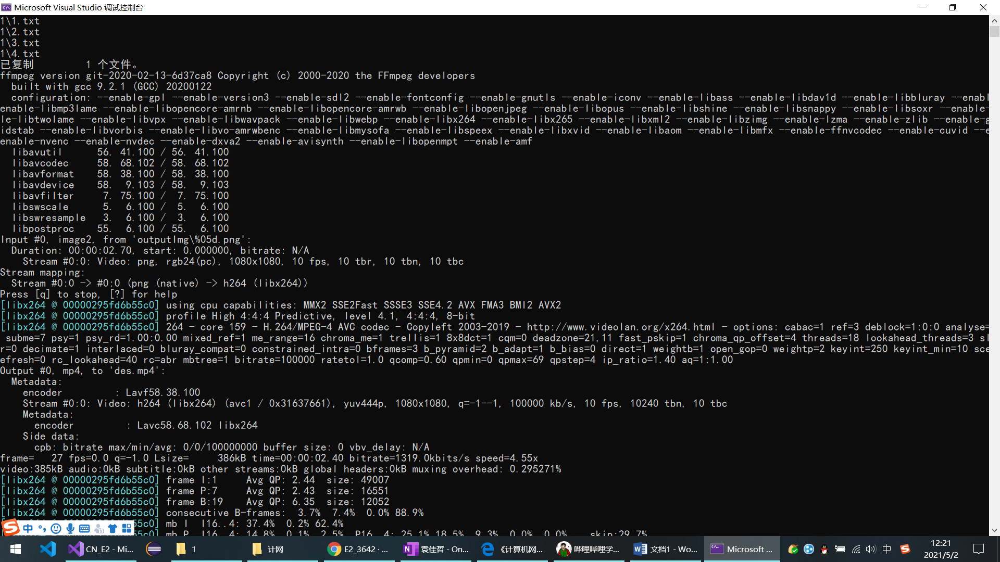 Microsoft Visual Studio 调试控制台
1\1.txt
1\2.txt
1\3.txt
1\4.txt
已复制         1 个文件。
ffmpeg version git-2020-02-13-6d37ca8 Copyright (c) 2000-2020 the FFmpeg developers
  built with gcc 9.2.1 (GCC) 20200122
  configuration: --enable-gpl --enable-version3 --enable-sdl2 --enable-fontconfig --enable-gnutls --enable-iconv --enable-libass --enable-libdav1d --enable-libbluray --enabl
enable-libmp3lame --enable-libopencore-amrnb --enable-libopencore-amrwb --enable-libopenjpeg --enable-libopus --enable-libshine --enable-libsnappy --enable-libsoxr --enable-
le-libtwolame --enable-libvpx --enable-libwavpack --enable-libwebp --enable-libx264 --enable-libx265 --enable-libxml2 --enable-libzimg --enable-lzma --enable-zlib --enable-g
idstab --enable-libvorbis --enable-libvo-amrwbenc --enable-libmysofa --enable-libspeex --enable-libxvid --enable-libaom --enable-libmfx --enable-ffnvcodec --enable-cuvid --e
enable-nvenc --enable-nvdec --enable-dxva2 --enable-avisynth --enable-libopenmpt --enable-amf
  libavutil      56. 41.100 / 56. 41.100
  libavcodec     58. 68.102 / 58. 68.102
  libavformat    58. 38.100 / 58. 38.100
  libavdevice    58.  9.103 / 58.  9.103
  libavfilter     7. 75.100 /  7. 75.100
  libswscale      5.  6.100 /  5.  6.100
  libswresample   3.  6.100 /  3.  6.100
  libpostproc    55.  6.100 / 55.  6.100
Input #0, image2, from 'outputImg\%05d.png':
  Duration: 00:00:02.70, start: 0.000000, bitrate: N/A
    Stream #0:0: Video: png, rgb24(pc), 1080x1080, 10 fps, 10 tbr, 10 tbn, 10 tbc
Stream mapping:
  Stream #0:0 -> #0:0 (png (native) -> h264 (libx264))
Press [q] to stop, [?] for help
[libx264 @ 00000295fd6b55c0] using cpu capabilities: MMX2 SSE2Fast SSSE3 SSE4.2 AVX FMA3 BMI2 AVX2
[libx264 @ 00000295fd6b55c0] profile High 4:4:4 Predictive, level 4.1, 4:4:4, 8-bit
[libx264 @ 00000295fd6b55c0] 264 - core 159 - H.264/MPEG-4 AVC codec - Copyleft 2003-2019 - http://www.videolan.org/x264.html - options: cabac=1 ref=3 deblock=1:0:0 analyse=
 subme=7 psy=1 psy_rd=1.00:0.00 mixed_ref=1 me_range=16 chroma_me=1 trellis=1 8x8dct=1 cqm=0 deadzone=21,11 fast_pskip=1 chroma_qp_offset=4 threads=18 lookahead_threads=3 sl
r=0 decimate=1 interlaced=0 bluray_compat=0 constrained_intra=0 bframes=3 b_pyramid=2 b_adapt=1 b_bias=0 direct=1 weightb=1 open_gop=0 weightp=2 keyint=250 keyint_min=10 sce
efresh=0 rc_lookahead=40 rc=abr mbtree=1 bitrate=100000 ratetol=1.0 qcomp=0.60 qpmin=0 qpmax=69 qpstep=4 ip_ratio=1.40 aq=1:1.00
Output #0, mp4, to 'des.mp4':
  Metadata:
    encoder         : Lavf58.38.100
    Stream #0:0: Video: h264 (libx264) (avc1 / 0x31637661), yuv444p, 1080x1080, q=-1--1, 100000 kb/s, 10 fps, 10240 tbn, 10 tbc
    Metadata:
      encoder         : Lavc58.68.102 libx264
    Side data:
      cpb: bitrate max/min/avg: 0/0/100000000 buffer size: 0 vbv_delay: N/A
frame=   27 fps=0.0 q=-1.0 Lsize=     386kB time=00:00:02.40 bitrate=1319.0kbits/s speed=4.55x
video:385kB audio:0kB subtitle:0kB other streams:0kB global headers:0kB muxing overhead: 0.295271%
[libx264 @ 00000295fd6b55c0] frame I:1     Avg QP: 2.44  size: 49007
[libx264 @ 00000295fd6b55c0] frame P:7     Avg QP: 2.43  size: 16551
[libx264 @ 00000295fd6b55c0] frame B:19    Avg QP: 6.35  size: 12052
[libx264 @ 00000295fd6b55c0] consecutive B-frames:  3.7%  7.4%  0.0% 88.9%
mb I  I16..4: 37.4%  0.2% 62.4%
mb P  I16..4: 14.8%  0.1%  2.5%  P16..4: 25.1% 18.5%  9.3%  0.0%  0.0%    skip:29.7%
中
CN_E2 - Mi... 1 计网 E2_3642 · ... 袁佳哲 - On... 《计算机网... 哔哩哔哩学... 文档1 - Wo... Microsoft ... 中 12:21
2021/5/2